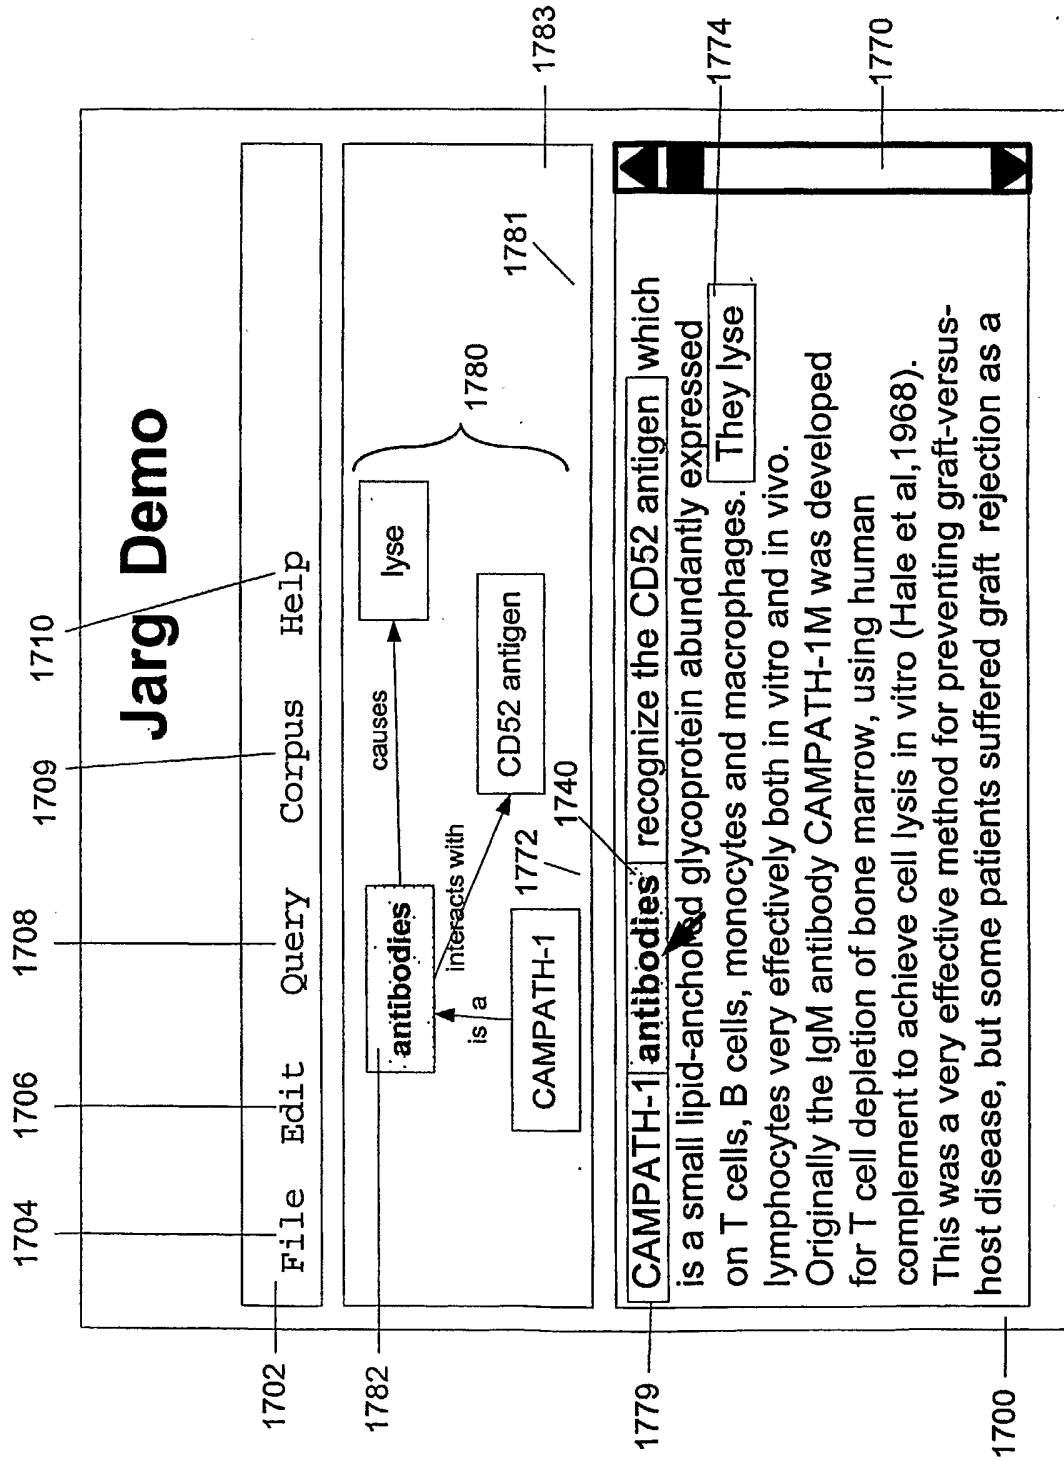 Jarg Demo
1704
1706
1708
1709
1710
1702
File Edit Query Corpus Help
1782
antibodies
causes
lyse
1780
is a
interacts with
CAMPATH-1
CD52 antigen
1772
1740
1781
1783
1779
CAMPATH-1 antibodies recognize the CD52 antigen which
is a small lipid-anchored glycoprotein abundantly expressed
on T cells, B cells, monocytes and macrophages. They lyse
lymphocytes very effectively both in vitro and in vivo.
Originally the IgM antibody CAMPATH-1M was developed
for T cell depletion of bone marrow, using human
complement to achieve cell lysis in vitro (Hale et al,1968).
This was a very effective method for preventing graft-versus-
host disease, but some patients suffered graft rejection as a
1774
1770
1700